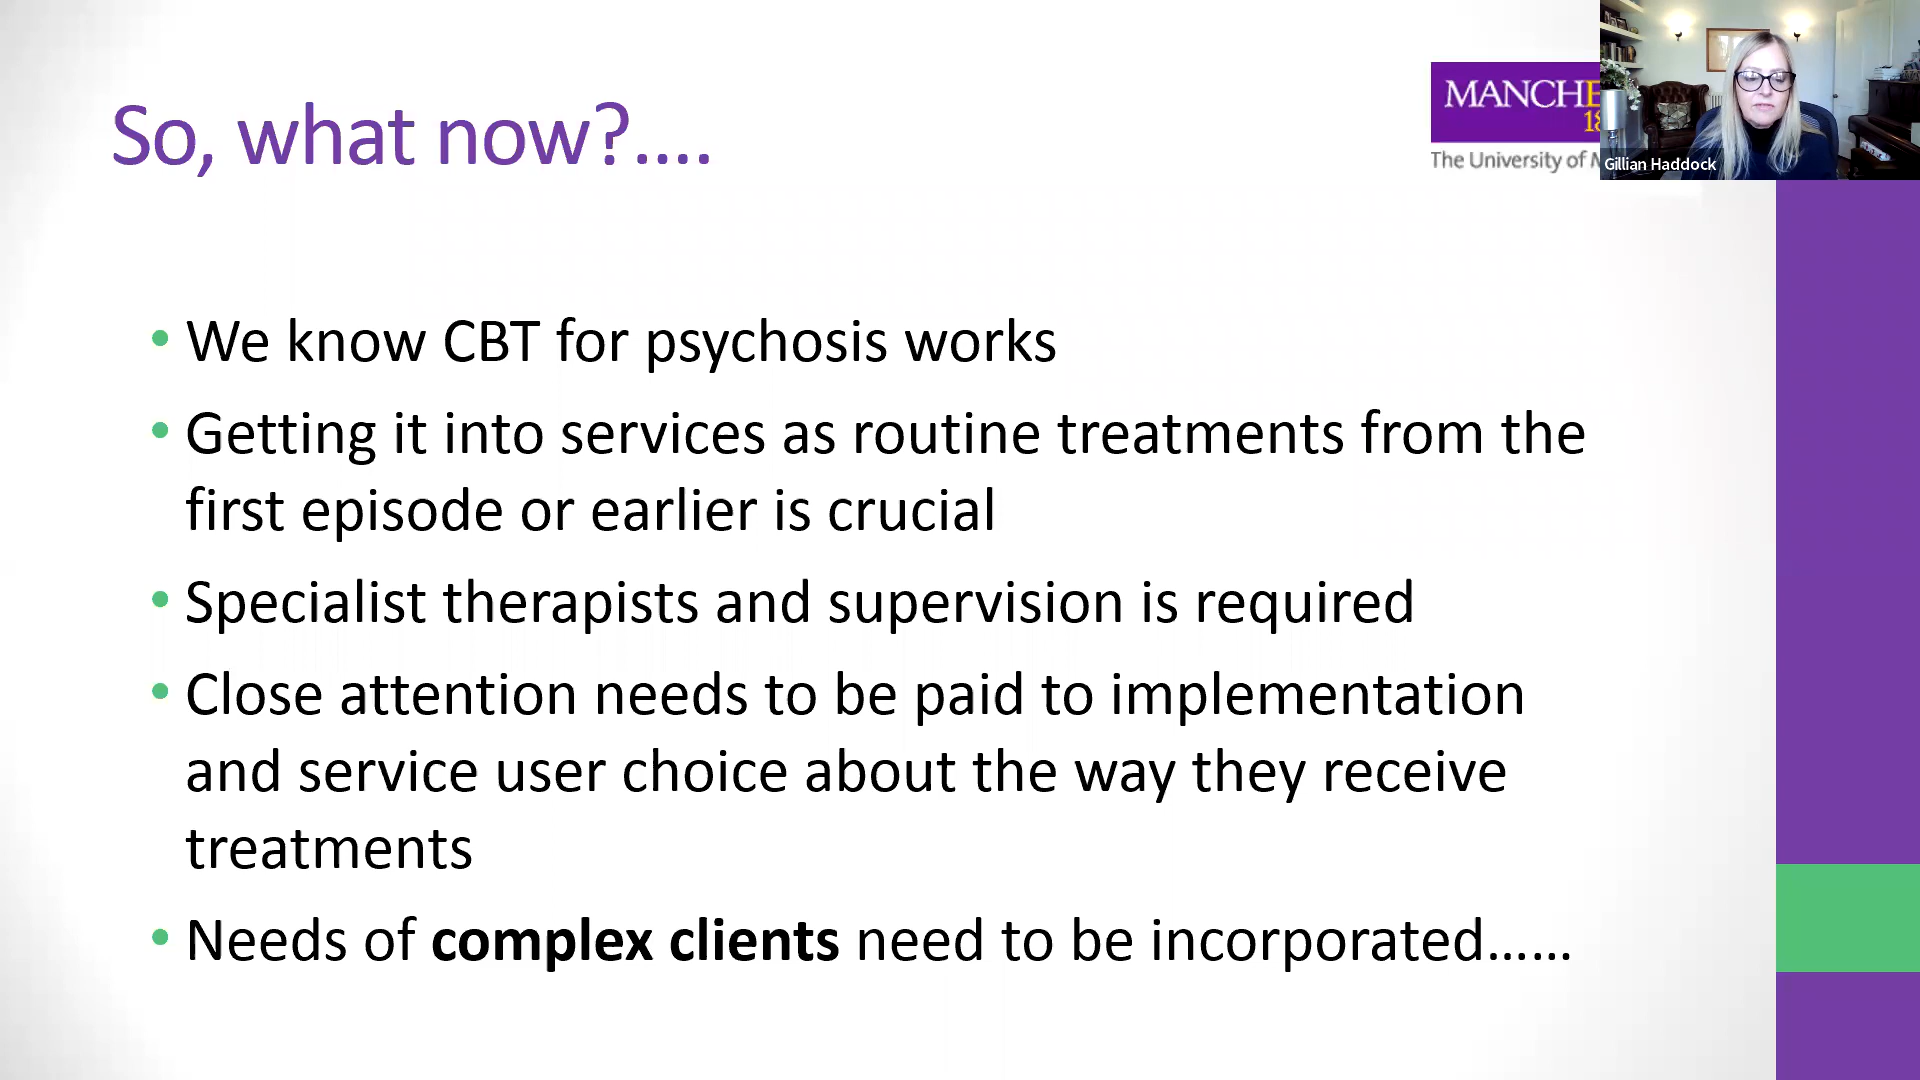 So, what now?....
MANCHE
18
The University of M
Gillian Haddock
• We know CBT for psychosis works
• Getting it into services as routine treatments from the
first episode or earlier is crucial
• Specialist therapists and supervision is required
• Close attention needs to be paid to implementation
and service user choice about the way they receive
treatments
• Needs of complex clients need to be incorporated......